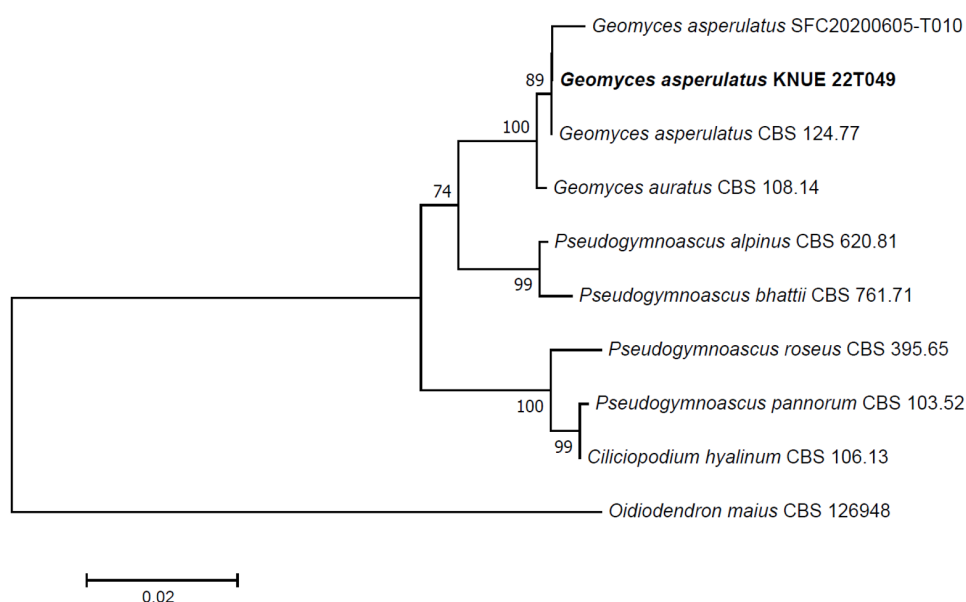 Geomyces asperulatus SFC20200605-T010
89
Geomyces asperulatus KNUE 22T049
100
Geomyces asperulatus CBS 124.77
Geomyces auratus CBS 108.14
74
Pseudogymnoascus alpinus CBS 620.81
99
Pseudogymnoascus bhattii CBS 761.71
Pseudogymnoascus roseus CBS 395.65
100
Pseudogymnoascus pannorum CBS 103.52
99
Ciliciopodium hyalinum CBS 106.13
Oidiodendron maius CBS 126948
0.02